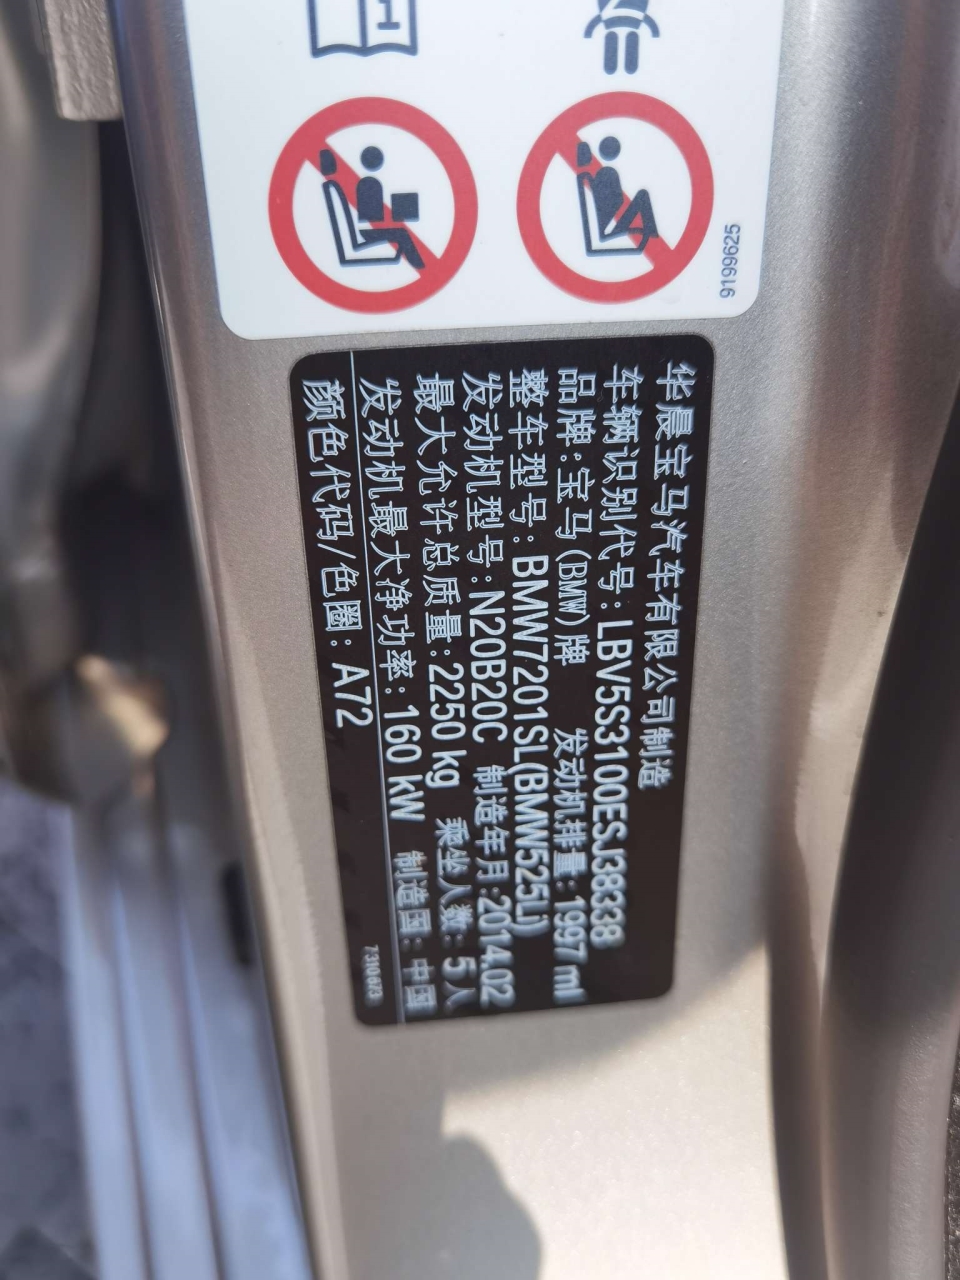 9199625
华晨宝马汽车有限公司制造
车辆识别代号:LBV5S3100ESJ38338
品牌:宝马(BMW)牌 发动机排量:1997 ml
整车型号:BMW7201SL(BMW525Li)
发动机型号:N20B20C 制造年月:2014.02
最大允许总质量:2250 kg 乘坐人数:5人
发动机最大净功率:160 kW 制造国:中国
颜色代码/色圈:A72
7310673